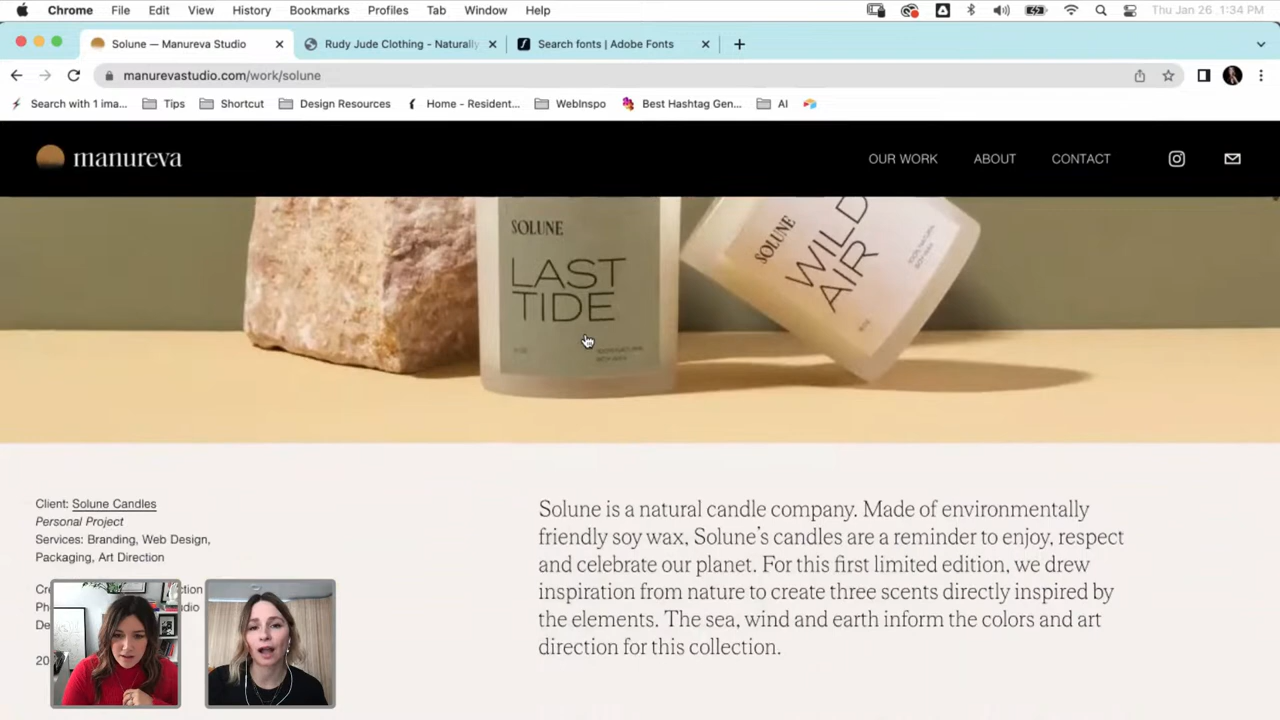 Chrome File Edit View History Bookmarks Profiles Tab Window Help Thu Jan 26 1:34 PM
Solune — Manureva Studio Rudy Jude Clothing - Naturally Search fonts | Adobe Fonts
manurevastudio.com/work/solune
Search with 1 ima... Tips Shortcut Design Resources Home - Resident... WebInspo Best Hashtag Gen... AI
manureva OUR WORK ABOUT CONTACT
SOLUNE
LAST
TIDE
SOLUNE
WILD
AIR
100% NATURAL
SOY WAX
Client: Solune Candles
Personal Project
Services: Branding, Web Design,
Packaging, Art Direction
Solune is a natural candle company. Made of environmentally
friendly soy wax, Solune’s candles are a reminder to enjoy, respect
and celebrate our planet. For this first limited edition, we drew
inspiration from nature to create three scents directly inspired by
the elements. The sea, wind and earth inform the colors and art
direction for this collection.